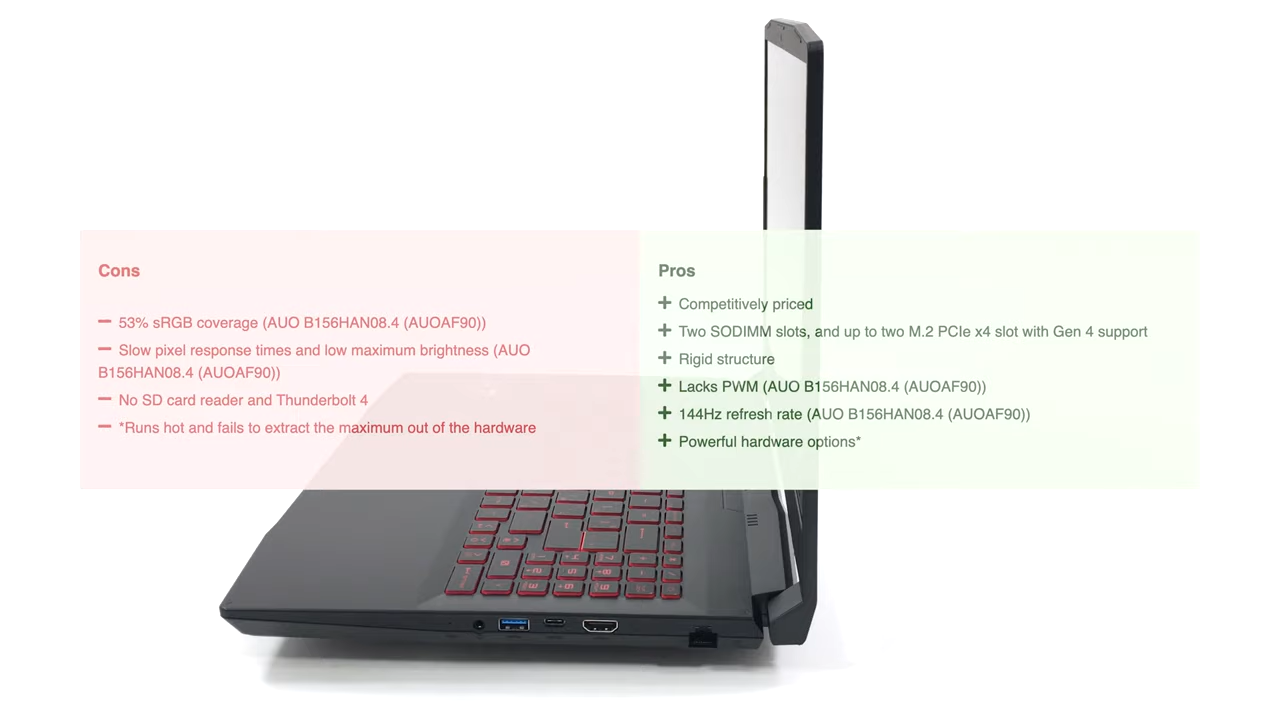 Cons
− 53% sRGB coverage (AUO B156HAN08.4 (AUOAF90))
− Slow pixel response times and low maximum brightness (AUO
B156HAN08.4 (AUOAF90))
− No SD card reader and Thunderbolt 4
− *Runs hot and fails to extract the maximum out of the hardware
Pros
+ Competitively priced
+ Two SODIMM slots, and up to two M.2 PCIe x4 slot with Gen 4 support
+ Rigid structure
+ Lacks PWM (AUO B156HAN08.4 (AUOAF90))
+ 144Hz refresh rate (AUO B156HAN08.4 (AUOAF90))
+ Powerful hardware options*